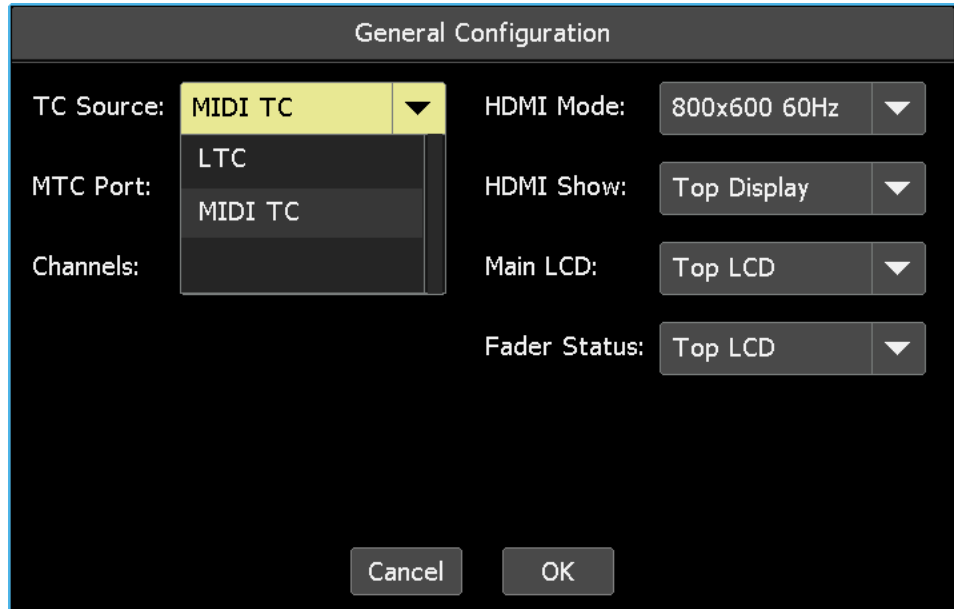 General Configuration
TC Source: MIDI TC
LTC
MIDI TC
MTC Port:
Channels:
HDMI Mode: 800x600 60Hz
HDMI Show: Top Display
Main LCD: Top LCD
Fader Status: Top LCD
Cancel OK